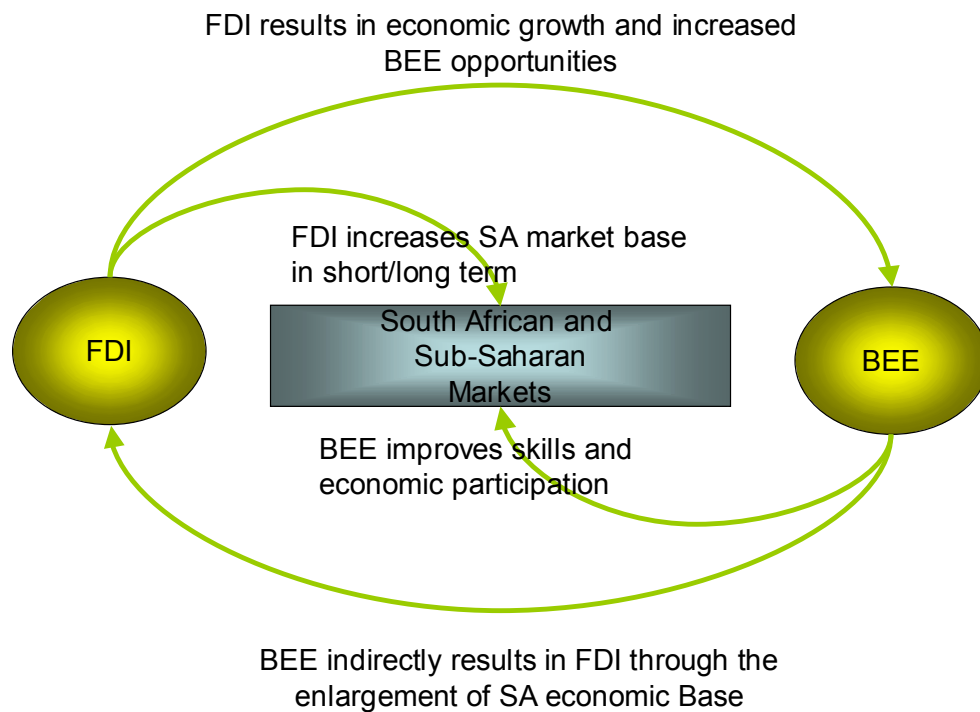 FDI results in economic growth and increased
BEE opportunities
FDI increases SA market base
in short/long term
FDI
South African and
Sub-Saharan
Markets
BEE
BEE improves skills and
economic participation
BEE indirectly results in FDI through the
enlargement of SA economic Base